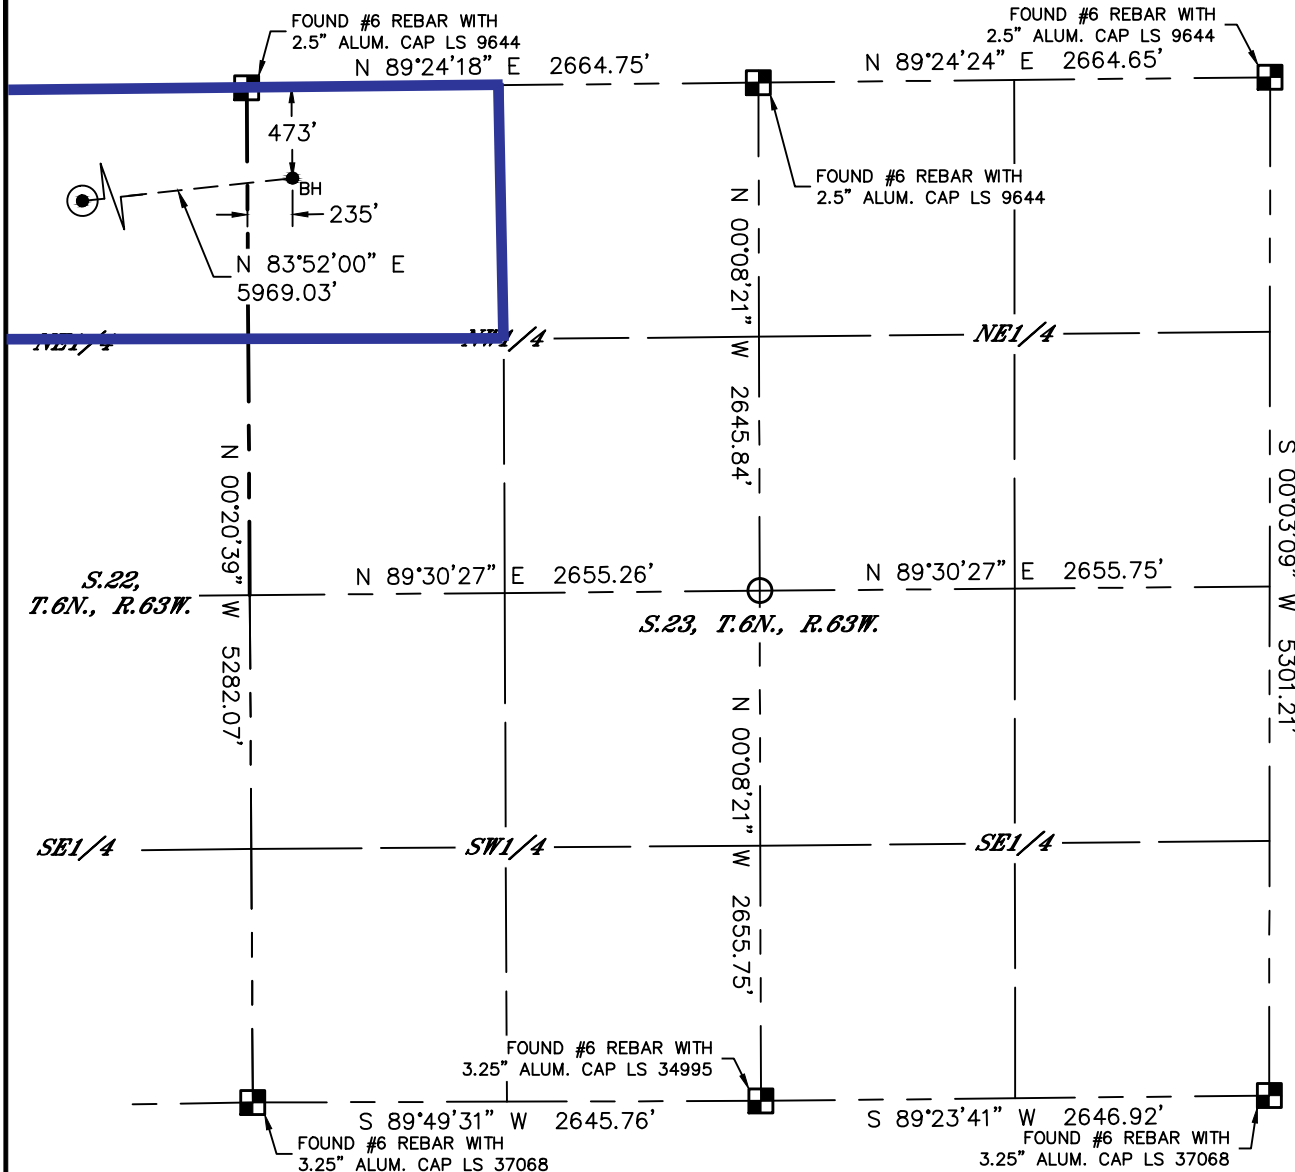 FOUND #6 REBAR WITH
2.5" ALUM. CAP LS 9644
N 89°24'18" E 2664.75'
FOUND #6 REBAR WITH
2.5" ALUM. CAP LS 9644
N 89°24'24" E 2664.65'
473'
BH
235'
N 83°52'00" E
5969.03'
FOUND #6 REBAR WITH
2.5" ALUM. CAP LS 9644
N 00°08'21" W 2645.84'
NE1/4
NW1/4
NE1/4
N 00°20'39" W 5282.07'
S 00°03'09" W 5301.21'
S.22,
T.6N., R.63W.
N 89°30'27" E 2655.26'
N 89°30'27" E 2655.75'
S.23, T.6N., R.63W.
N 00°08'21" W 2655.75'
SE1/4
SW1/4
SE1/4
FOUND #6 REBAR WITH
3.25" ALUM. CAP LS 34995
S 89°49'31" W 2645.76'
S 89°23'41" W 2646.92'
FOUND #6 REBAR WITH
3.25" ALUM. CAP LS 37068
FOUND #6 REBAR WITH
3.25" ALUM. CAP LS 37068